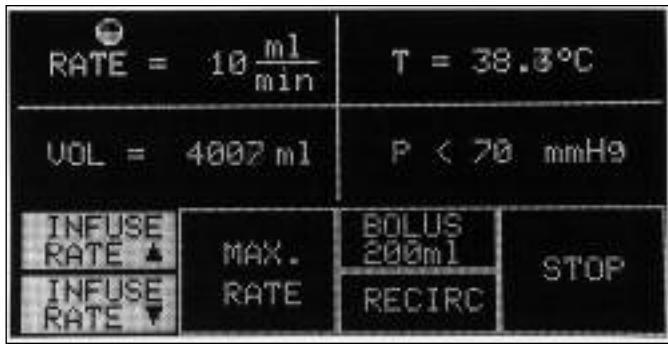 RATE = 10 ml/min
T = 38.3°C
VOL = 4007 ml
P < 70 mmHg
INFUSE
RATE ▲
INFUSE
RATE ▼
MAX.
RATE
BOLUS
200ml
RECIRC
STOP